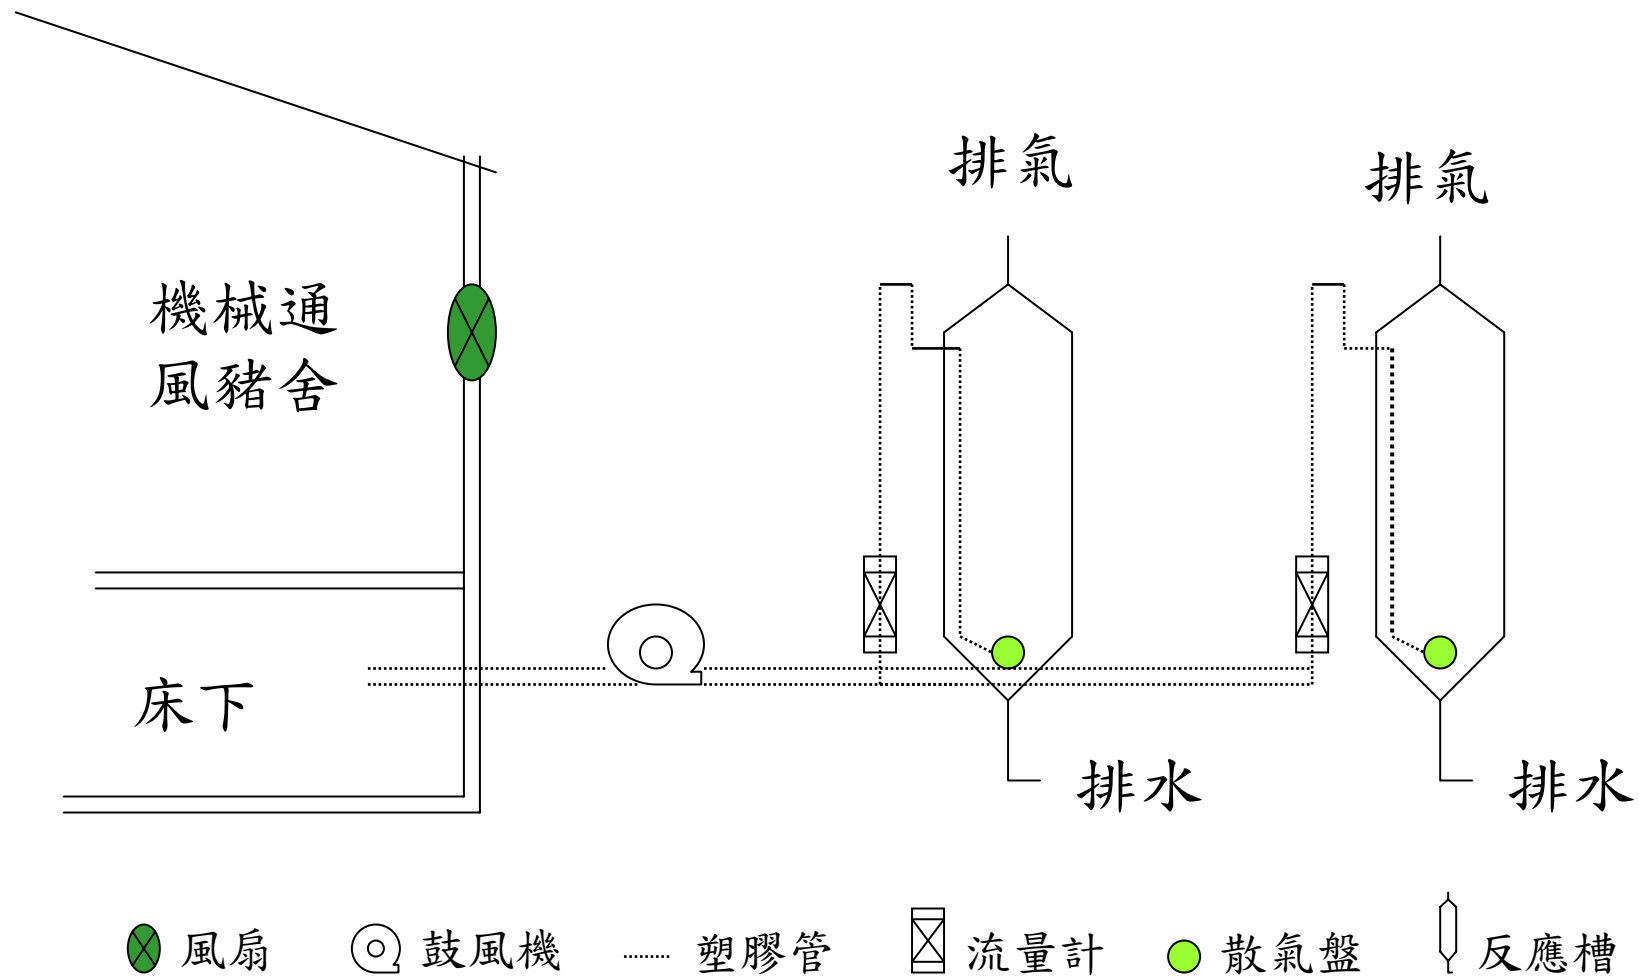 排氣
排氣
機械通
風豬舍
床下
排水
排水
風扇
鼓風機
塑膠管
流量計
散氣盤
反應槽